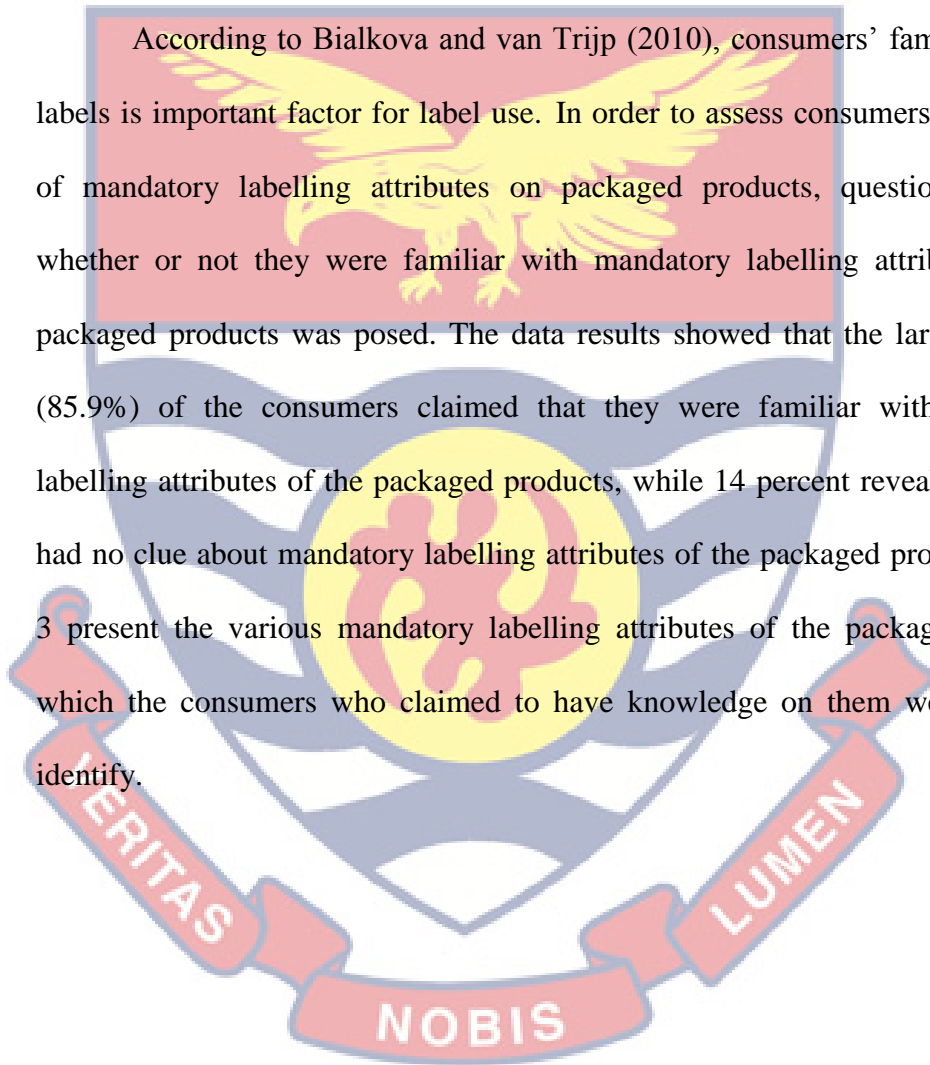 According to Bialkova and van Trijp (2010), consumers’ fam
labels is important factor for label use. In order to assess consumers
of mandatory labelling attributes on packaged products, questio
whether or not they were familiar with mandatory labelling attrib
packaged products was posed. The data results showed that the lar
(85.9%) of the consumers claimed that they were familiar with
labelling attributes of the packaged products, while 14 percent revea
had no clue about mandatory labelling attributes of the packaged pro
3 present the various mandatory labelling attributes of the packag
which the consumers who claimed to have knowledge on them we
identify.
VERITAS
NOBIS
LUMEN